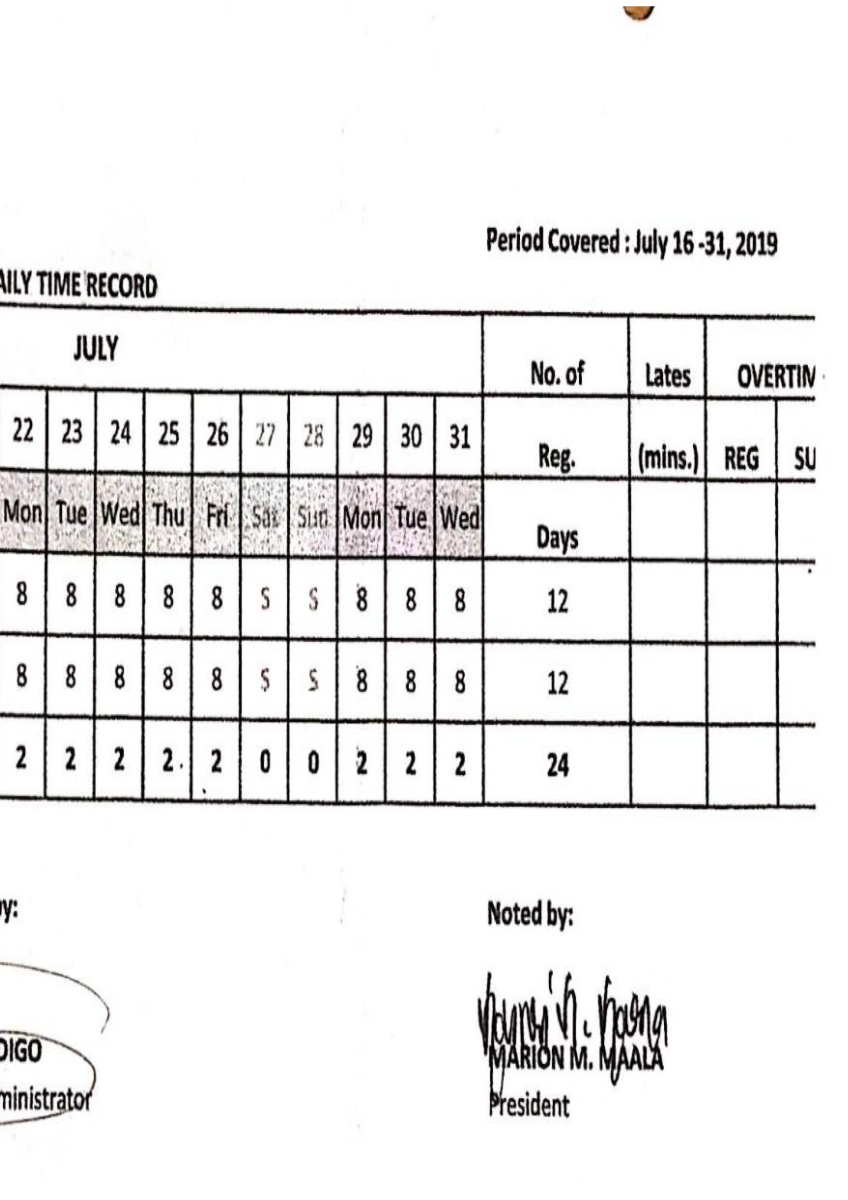 Period Covered : July 16 -31, 2019
AILY TIME RECORD
JULY No. of Lates OVERTIM
22 23 24 25 26 27 28 29 30 31 Reg. (mins.) REG SU
Mon Tue Wed Thu Fri Sat Sun Mon Tue Wed Days
8 8 8 8 8 S S 8 8 8 12
8 8 8 8 8 S S 8 8 8 12
2 2 2 2 2 0 0 2 2 2 24
by: Noted by:
DIGO MARION M. MAALA
ministrator President